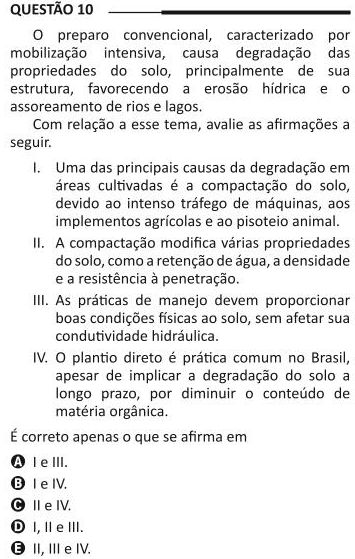 QUESTÃO 10
O preparo convencional, caracterizado por
mobilização intensiva, causa degradação das
propriedades do solo, principalmente de sua
estrutura, favorecendo a erosão hídrica e o
assoreamento de rios e lagos.
Com relação a esse tema, avalie as afirmações a
seguir.
I. Uma das principais causas da degradação em
áreas cultivadas é a compactação do solo,
devido ao intenso tráfego de máquinas, aos
implementos agrícolas e ao pisoteio animal.
II. A compactação modifica várias propriedades
do solo, como a retenção de água, a densidade
e a resistência à penetração.
III. As práticas de manejo devem proporcionar
boas condições físicas ao solo, sem afetar sua
condutividade hidráulica.
IV. O plantio direto é prática comum no Brasil,
apesar de implicar a degradação do solo a
longo prazo, por diminuir o conteúdo de
matéria orgânica.
É correto apenas o que se afirma em
A I e III.
B I e IV.
C II e IV.
D I, II e III.
E II, III e IV.